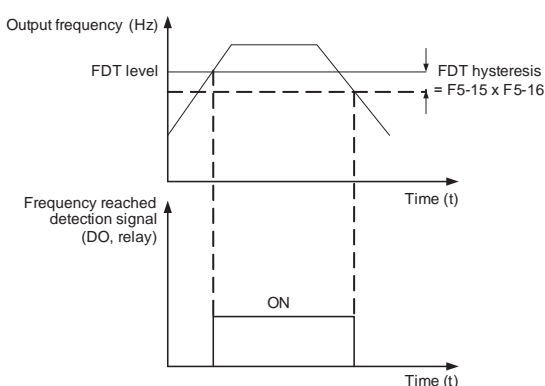 Output frequency (Hz)
FDT level
FDT hysteresis
= F5-15 x F5-16
Time (t)
Frequency reached
detection signal
(DO, relay)
ON
Time (t)